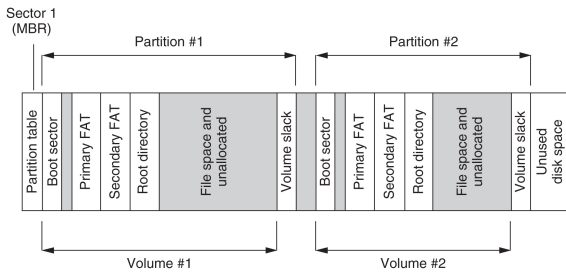 Sector 1
(MBR)
Partition #1
Partition #2
Partition table
Boot sector
Primary FAT
Secondary FAT
Root directory
File space and
unallocated
Volume slack
Boot sector
Primary FAT
Secondary FAT
Root directory
File space and
unallocated
Volume slack
Unused
disk space
Volume #1
Volume #2